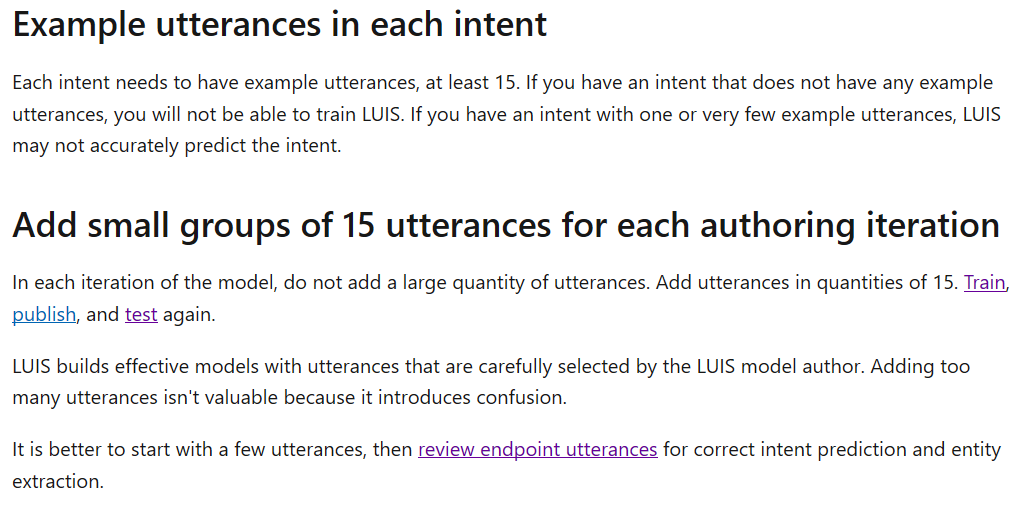 Example utterances in each intent
Each intent needs to have example utterances, at least 15. If you have an intent that does not have any example
utterances, you will not be able to train LUIS. If you have an intent with one or very few example utterances, LUIS
may not accurately predict the intent.
Add small groups of 15 utterances for each authoring iteration
In each iteration of the model, do not add a large quantity of utterances. Add utterances in quantities of 15. Train,
publish, and test again.
LUIS builds effective models with utterances that are carefully selected by the LUIS model author. Adding too
many utterances isn't valuable because it introduces confusion.
It is better to start with a few utterances, then review endpoint utterances for correct intent prediction and entity
extraction.